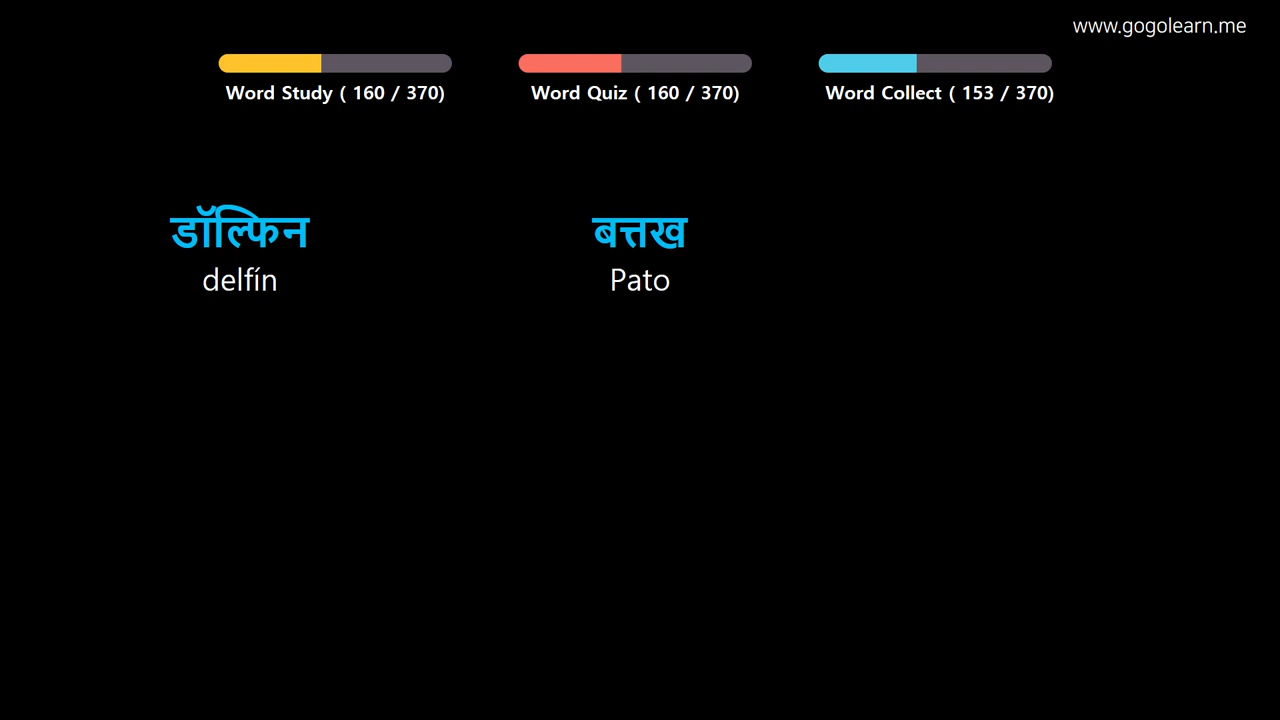 www.gogolearn.me
Word Study ( 160 / 370)
Word Quiz ( 160 / 370)
Word Collect ( 153 / 370)
डॉल्फिन
delfín
बत्तख
Pato